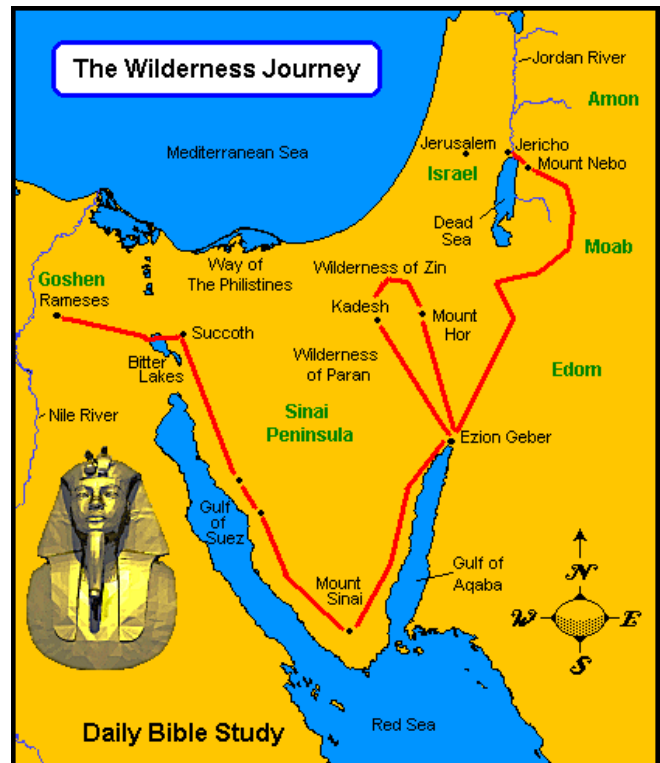 The Wilderness Journey
Jordan River
Amon
Mediterranean Sea
Jerusalem
Jericho
Mount Nebo
Israel
Dead
Sea
Moab
Way of
The Philistines
Wilderness of Zin
Goshen
Rameses
Kadesh
Mount
Hor
Succoth
Bitter
Lakes
Wilderness
of Paran
Edom
Nile River
Sinai
Peninsula
Ezion Geber
Gulf
of
Suez
Mount
Sinai
Gulf of
Aqaba
N
W
E
S
Red Sea
Daily Bible Study